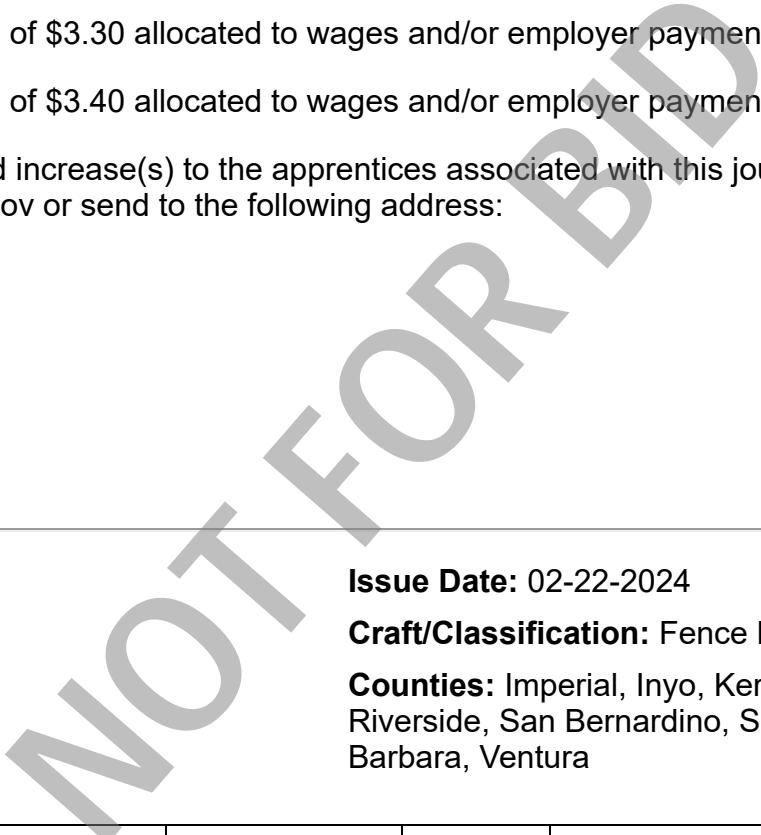 of $3.30 allocated to wages and/or employer paymen
of $3.40 allocated to wages and/or employer paymen
increase(s) to the apprentices associated with this jou
ov or send to the following address:
NOT FOR BID
Issue Date: 02-22-2024
Craft/Classification: Fence
Counties: Imperial, Inyo, Ker
Riverside, San Bernardino, S
Barbara, Ventura